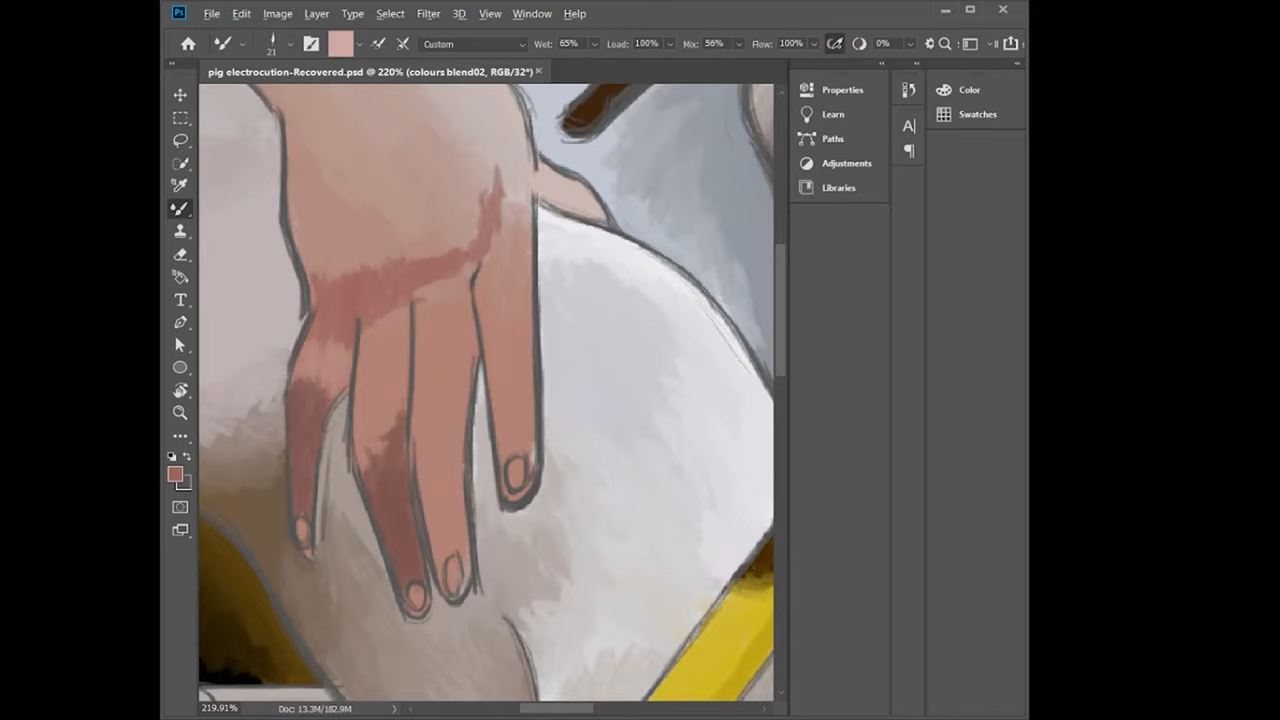 Ps File Edit Image Layer Type Select Filter 3D View Window Help
21 Custom Wet: 65% Load: 100% Mix: 56% Flow: 100% 0%
pig electrocution-Recovered.psd @ 220% (colours blend02, RGB/32*)
Properties
Learn
Paths
Adjustments
Libraries
Color
Swatches
219.91% Doc: 13.3M/182.9M